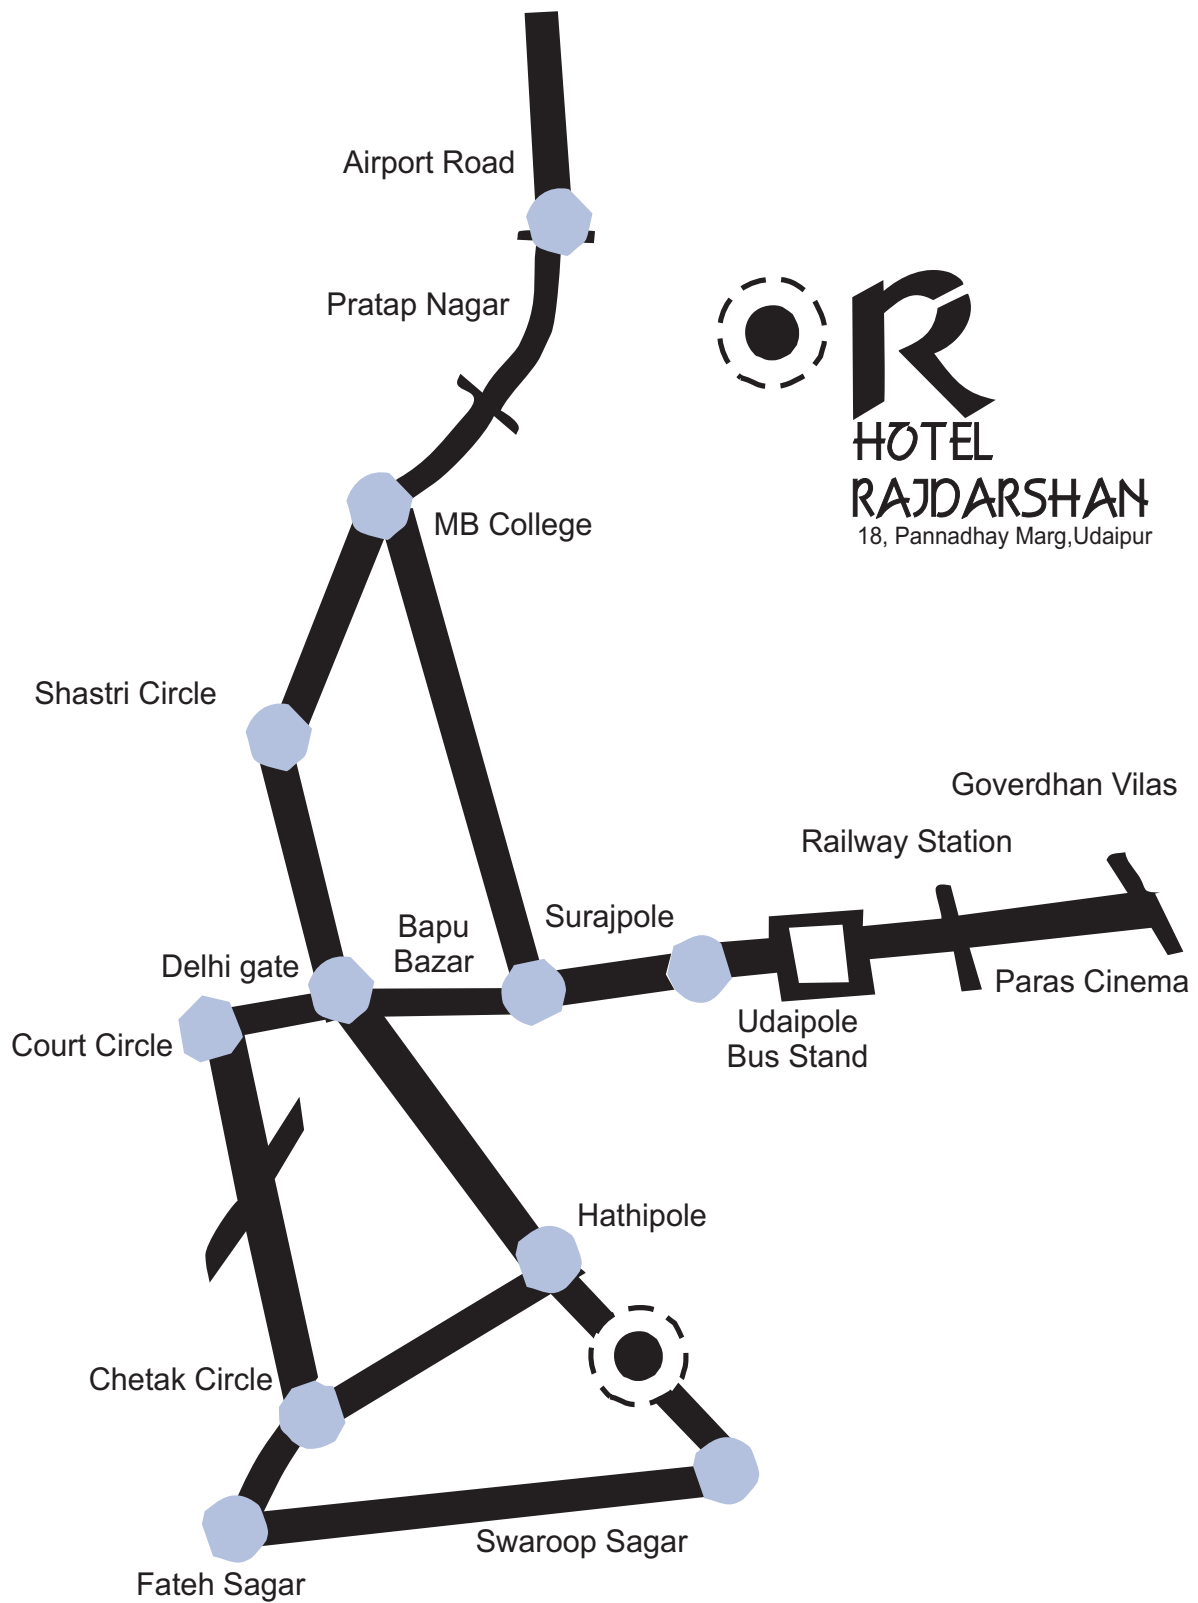 Airport Road
Pratap Nagar
HOTEL
RAJDARSHAN
18, Pannadhay Marg,Udaipur
MB College
Shastri Circle
Goverdhan Vilas
Railway Station
Surajpole
Bapu
Bazar
Delhi gate
Paras Cinema
Udaipole
Bus Stand
Court Circle
Hathipole
Chetak Circle
Swaroop Sagar
Fateh Sagar